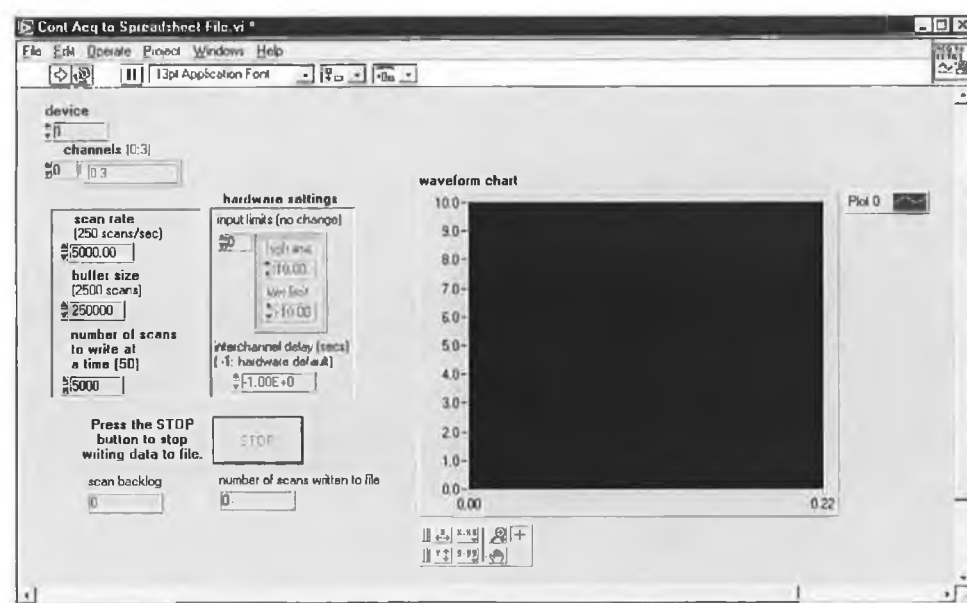 Cont Acq to Spreadsheet File.vi *
File Edit Operate Project Windows Help
13pt Application Font
device
1
channels (0:3)
0
0:3
scan rate
(250 scans/sec)
5000.00
buffer size
(2500 scans)
250000
number of scans
to write at
a time (50)
5000
hardware settings
input limits (no change)
0
10.00
low limit
-10.00
interchannel delay (secs)
(-1: hardware default)
-1.00E+0
Press the STOP
button to stop
writing data to file.
STOP
scan backlog
0
number of scans written to file
0
waveform chart
Plot 0
10.0
9.0
8.0
7.0
6.0
5.0
4.0
3.0
2.0
1.0
0.0
0.00
0.22